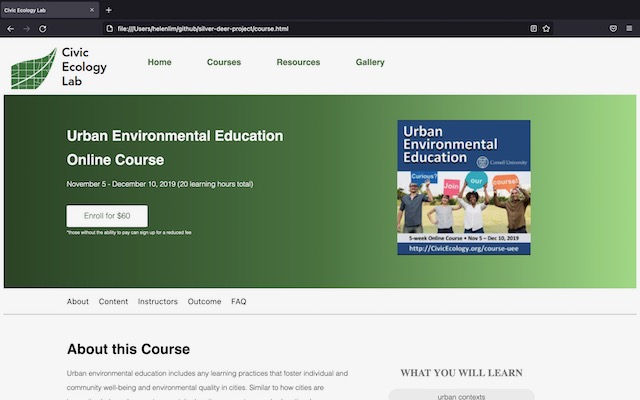 Civic Ecology Lab
file:///Users/helenlim/github/silver-deer-project/course.html
Civic
Ecology
Lab
Home Courses Resources Gallery
Urban Environmental Education
Online Course
November 5 - December 10, 2019 (20 learning hours total)
Enroll for $60
*those without the ability to pay can sign up for a reduced fee
Urban
Environmental
Education
Cornell University
Curious? Join our course!
5-week Online Course • Nov 5 – Dec 10, 2019
http://CivicEcology.org/course-uee
About Content Instructors Outcome FAQ
About this Course
Urban environmental education includes any learning practices that foster individual and
community well-being and environmental quality in cities. Similar to how cities are
WHAT YOU WILL LEARN
urban contexts